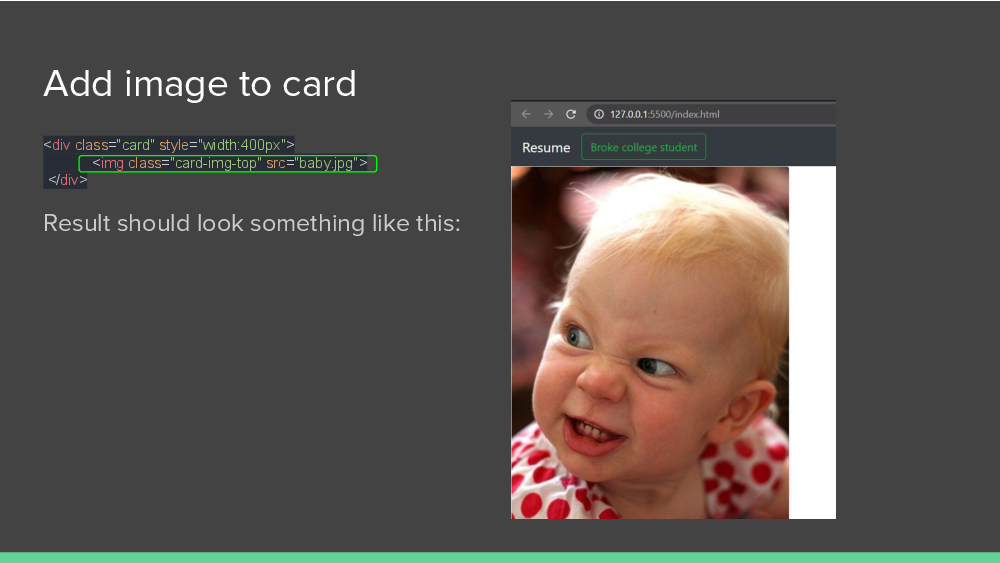 Add image to card
<div class="card" style="width:400px">
<img class="card-img-top" src="baby.jpg">
</div>
Result should look something like this:
127.0.0.1:5500/index.html
Resume Broke college student